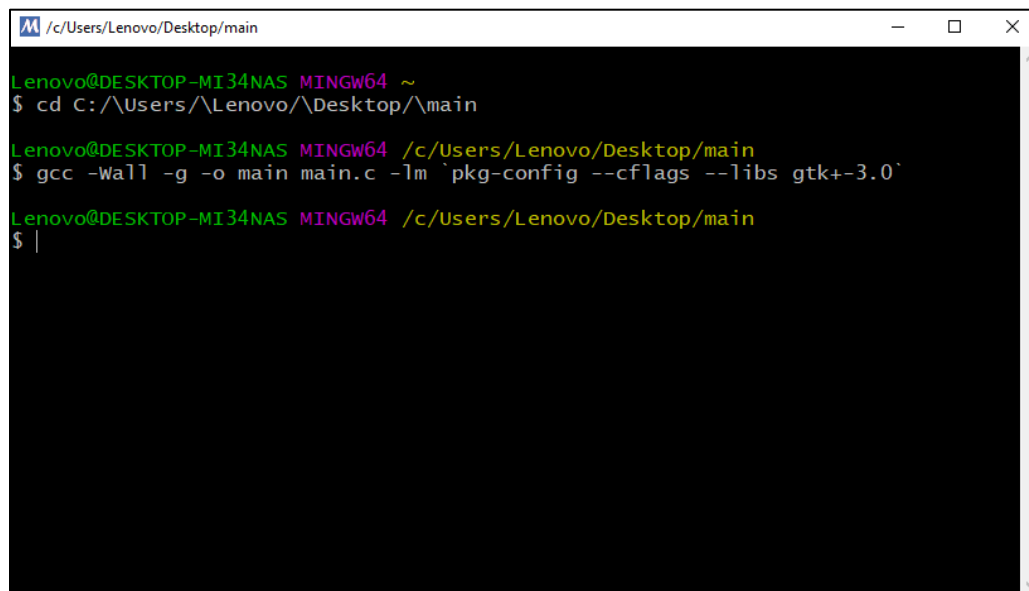 M /c/Users/Lenovo/Desktop/main
Lenovo@DESKTOP-MI34NAS MINGW64 ~
$ cd C:/\Users/\Lenovo/\Desktop/\main
Lenovo@DESKTOP-MI34NAS MINGW64 /c/Users/Lenovo/Desktop/main
$ gcc -Wall -g -o main main.c -lm `pkg-config --cflags --libs gtk+-3.0`
Lenovo@DESKTOP-MI34NAS MINGW64 /c/Users/Lenovo/Desktop/main
$